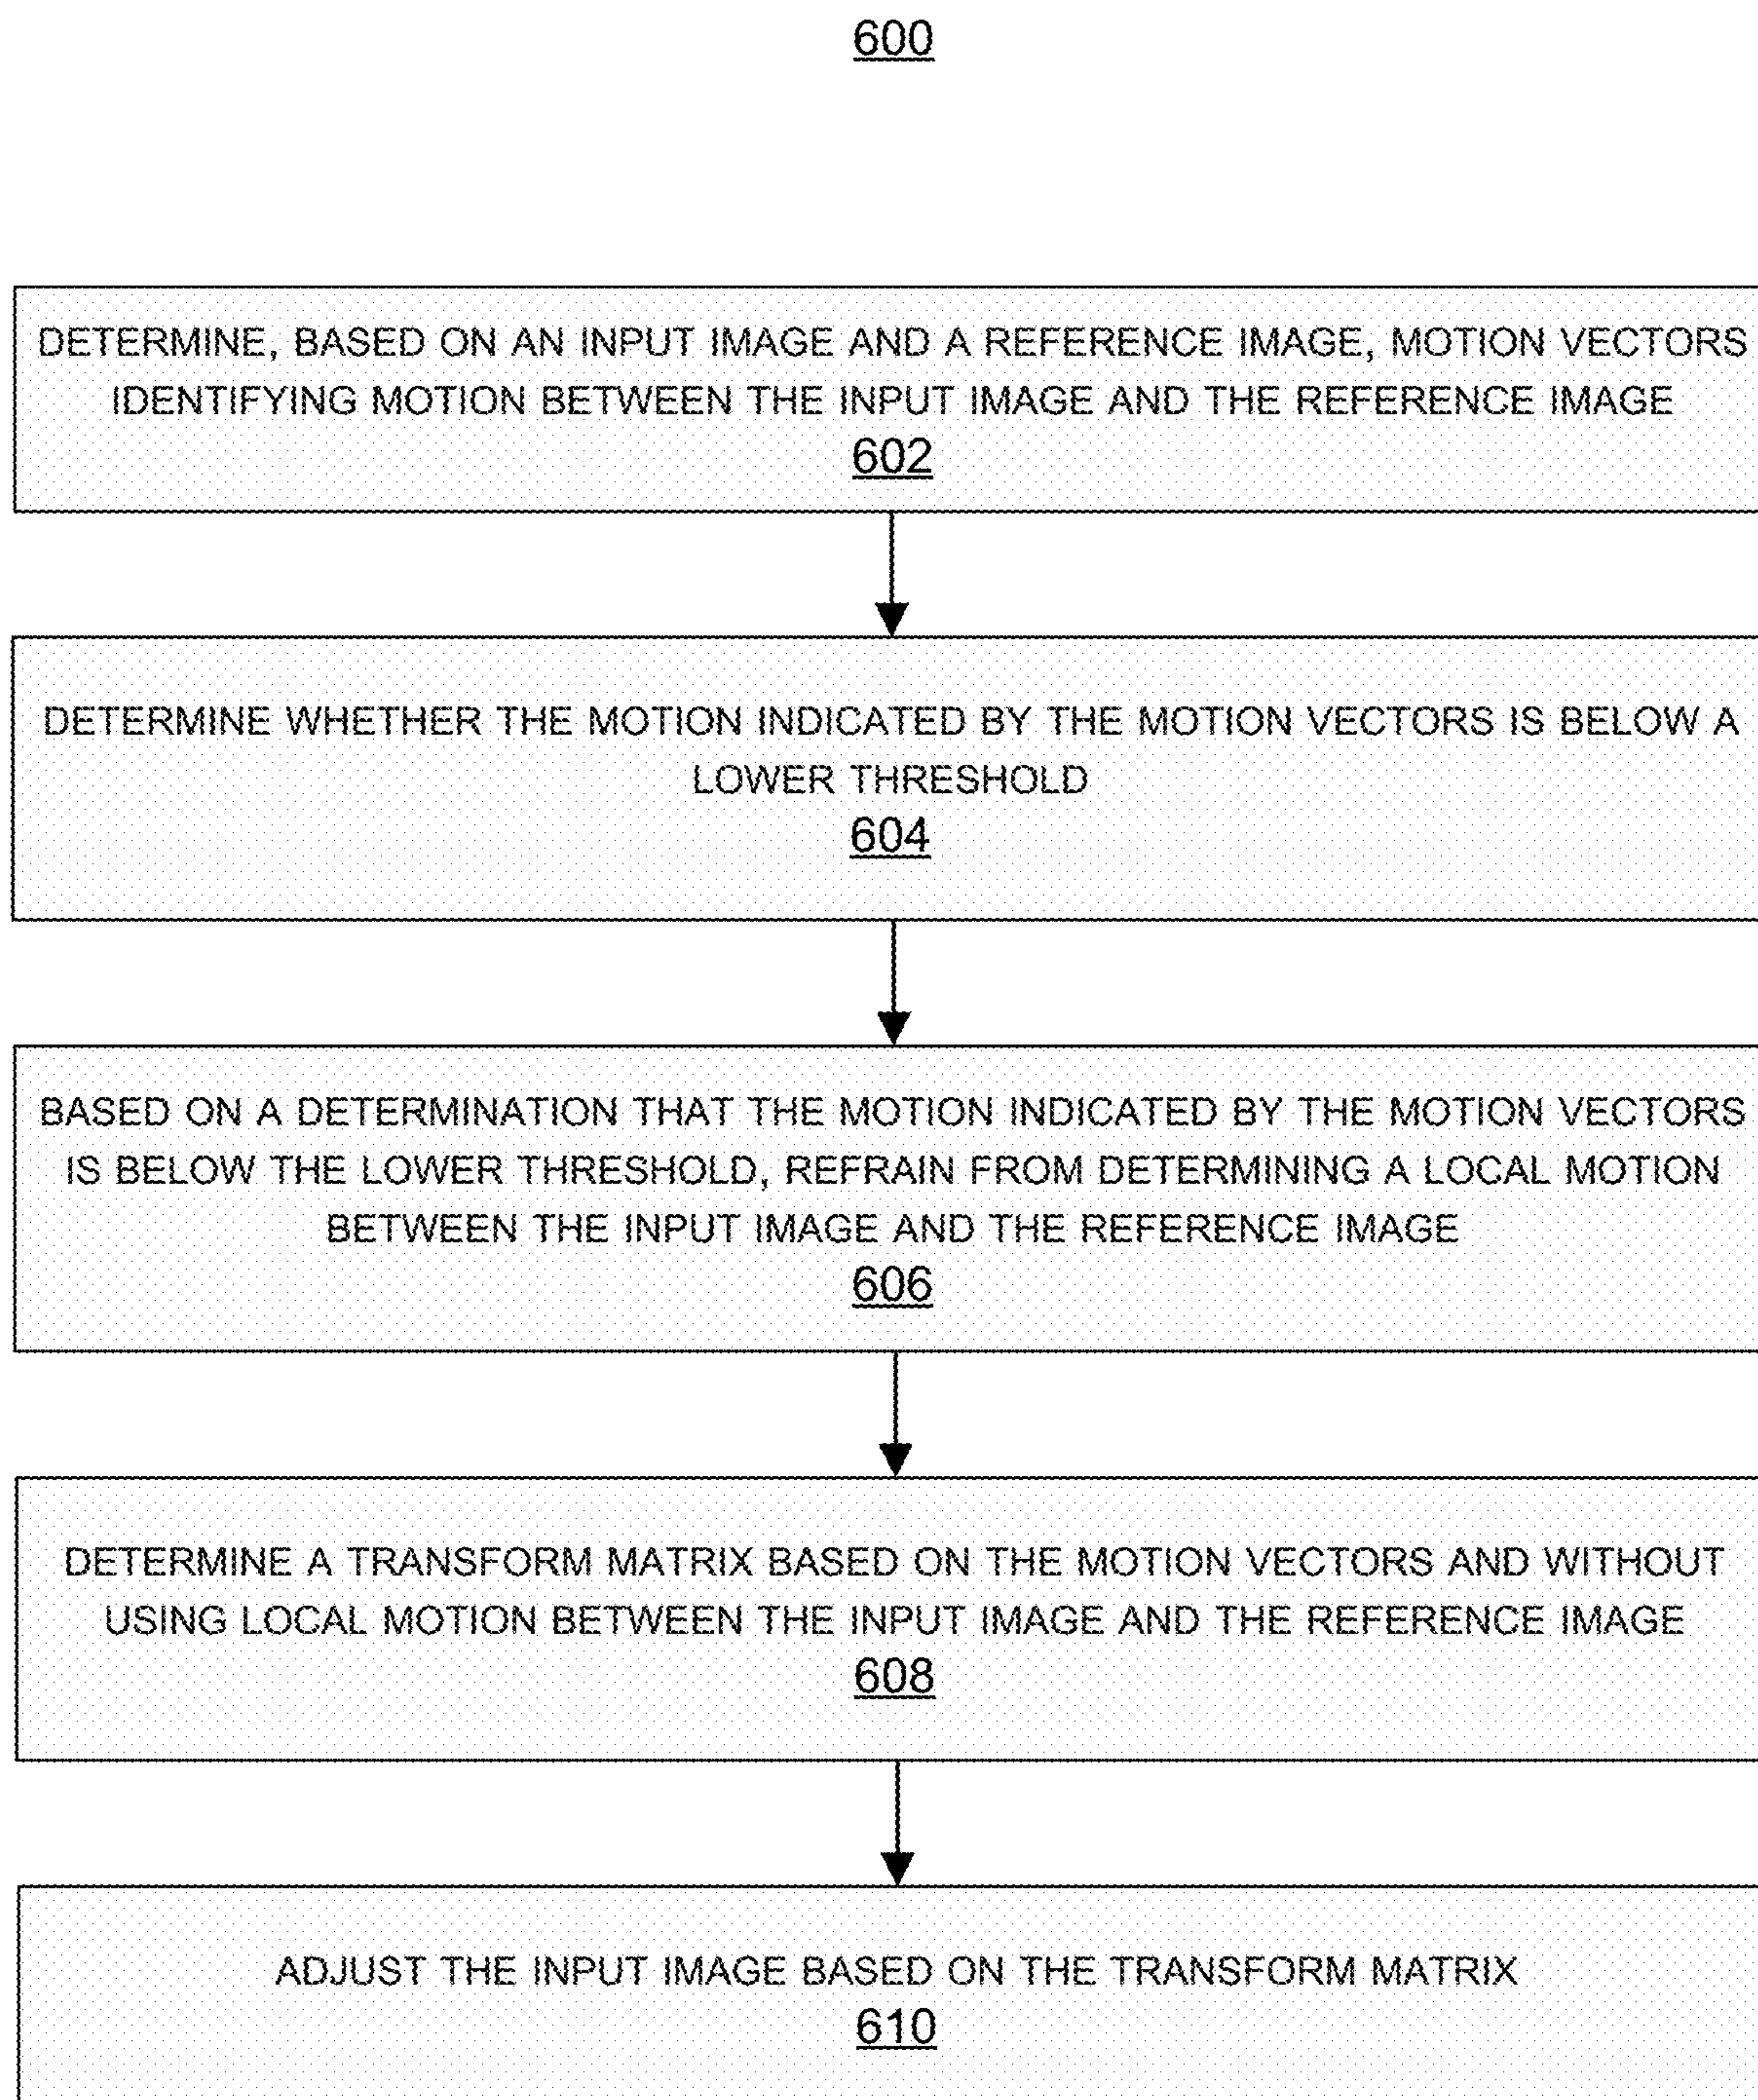 600
DETERMINE, BASED ON AN INPUT IMAGE AND A REFERENCE IMAGE, MOTION VECTORS
IDENTIFYING MOTION BETWEEN THE INPUT IMAGE AND THE REFERENCE IMAGE
602
DETERMINE WHETHER THE MOTION INDICATED BY THE MOTION VECTORS IS BELOW A
LOWER THRESHOLD
604
BASED ON A DETERMINATION THAT THE MOTION INDICATED BY THE MOTION VECTORS
IS BELOW THE LOWER THRESHOLD, REFRAIN FROM DETERMINING A LOCAL MOTION
BETWEEN THE INPUT IMAGE AND THE REFERENCE IMAGE
606
DETERMINE A TRANSFORM MATRIX BASED ON THE MOTION VECTORS AND WITHOUT
USING LOCAL MOTION BETWEEN THE INPUT IMAGE AND THE REFERENCE IMAGE
608
ADJUST THE INPUT IMAGE BASED ON THE TRANSFORM MATRIX
610